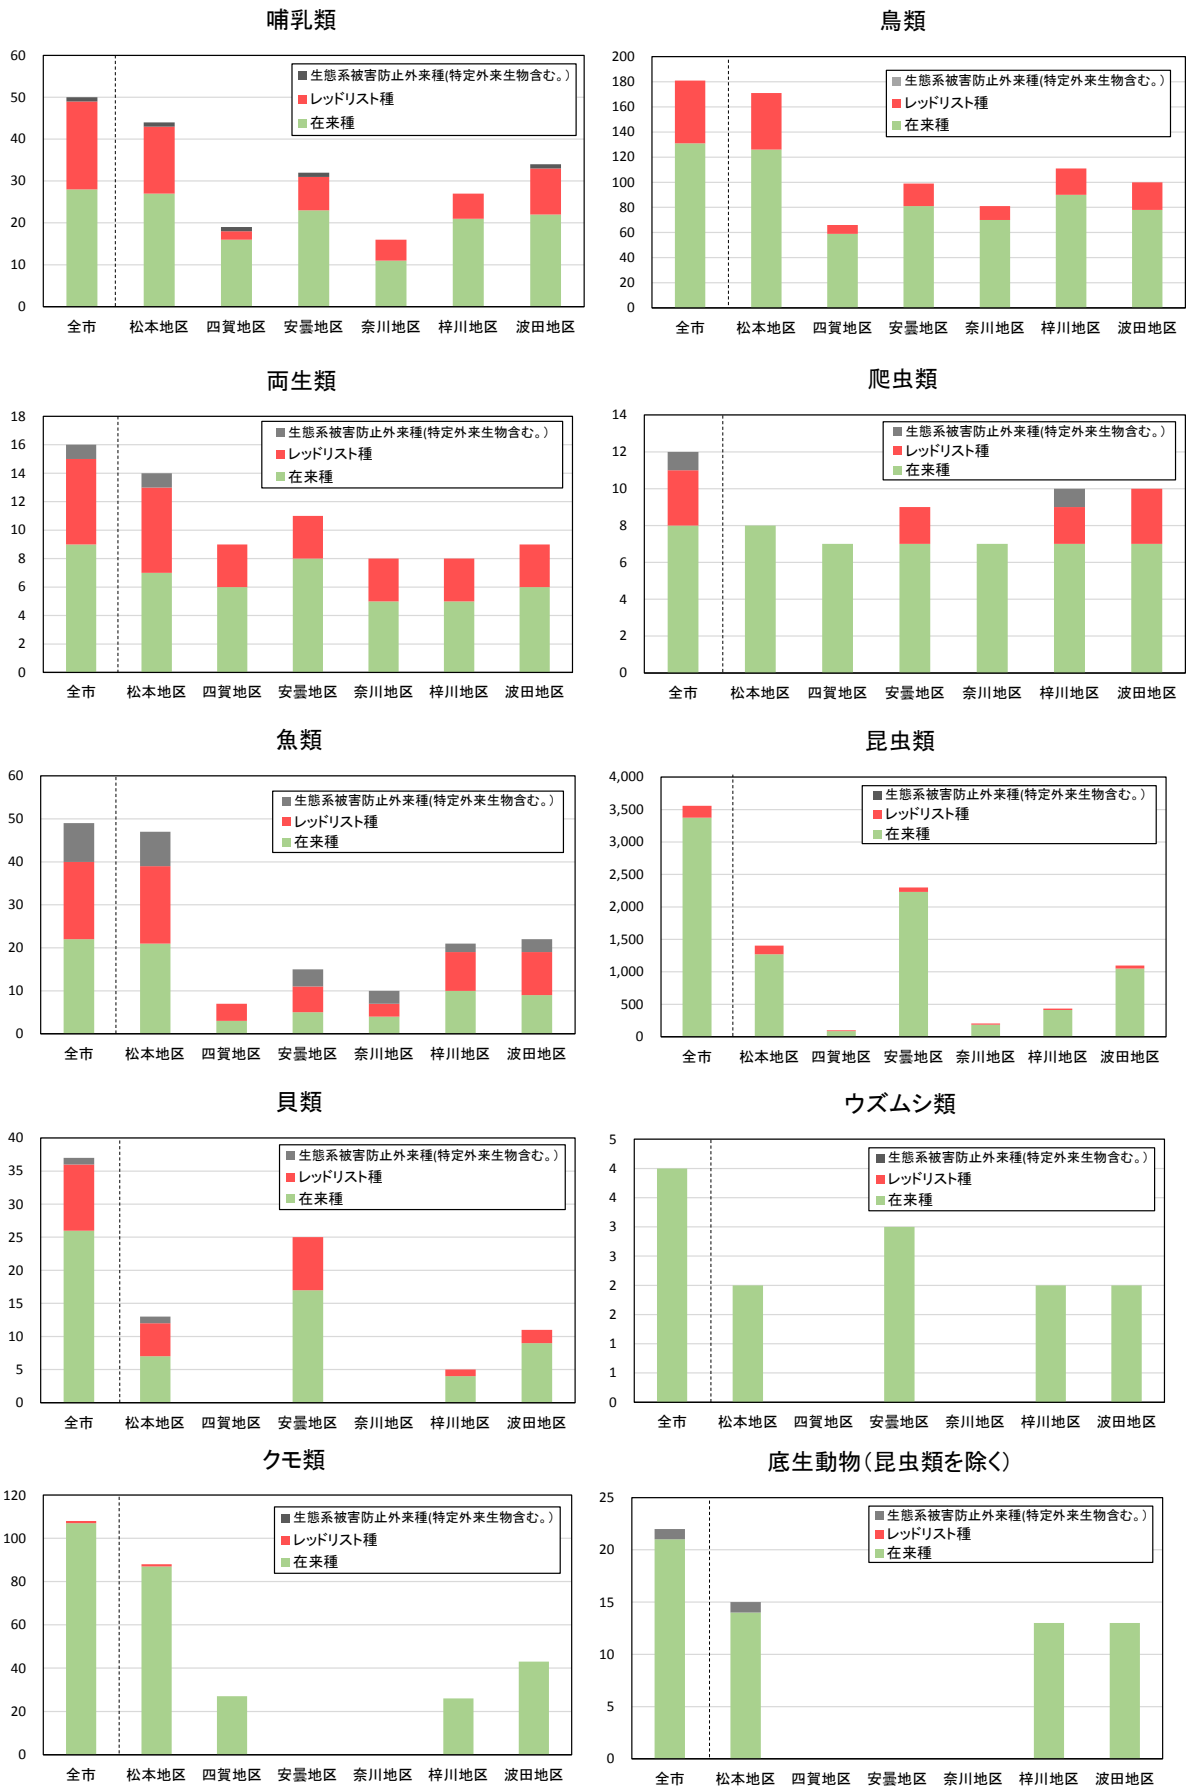 哺乳類
60
50
40
30
20
10
0
生態系被害防止外来種(特定外来生物含む。)
レッドリスト種
在来種
全市 松本地区 四賀地区 安曇地区 奈川地区 梓川地区 波田地区
鳥類
200
180
160
140
120
100
80
60
40
20
0
生態系被害防止外来種(特定外来生物含む。)
レッドリスト種
在来種
全市 松本地区 四賀地区 安曇地区 奈川地区 梓川地区 波田地区
両生類
18
16
14
12
10
8
6
4
2
0
生態系被害防止外来種(特定外来生物含む。)
レッドリスト種
在来種
全市 松本地区 四賀地区 安曇地区 奈川地区 梓川地区 波田地区
爬虫類
14
12
10
8
6
4
2
0
生態系被害防止外来種(特定外来生物含む。)
レッドリスト種
在来種
全市 松本地区 四賀地区 安曇地区 奈川地区 梓川地区 波田地区
魚類
60
50
40
30
20
10
0
生態系被害防止外来種(特定外来生物含む。)
レッドリスト種
在来種
全市 松本地区 四賀地区 安曇地区 奈川地区 梓川地区 波田地区
昆虫類
4,000
3,500
3,000
2,500
2,000
1,500
1,000
500
0
生態系被害防止外来種(特定外来生物含む。)
レッドリスト種
在来種
全市 松本地区 四賀地区 安曇地区 奈川地区 梓川地区 波田地区
貝類
40
35
30
25
20
15
10
5
0
生態系被害防止外来種(特定外来生物含む。)
レッドリスト種
在来種
全市 松本地区 四賀地区 安曇地区 奈川地区 梓川地区 波田地区
ウズムシ類
5
4
4
3
3
2
2
1
1
0
生態系被害防止外来種(特定外来生物含む。)
レッドリスト種
在来種
全市 松本地区 四賀地区 安曇地区 奈川地区 梓川地区 波田地区
クモ類
120
100
80
60
40
20
0
生態系被害防止外来種(特定外来生物含む。)
レッドリスト種
在来種
全市 松本地区 四賀地区 安曇地区 奈川地区 梓川地区 波田地区
底生動物(昆虫類を除く)
25
20
15
10
5
0
生態系被害防止外来種(特定外来生物含む。)
レッドリスト種
在来種
全市 松本地区 四賀地区 安曇地区 奈川地区 梓川地区 波田地区